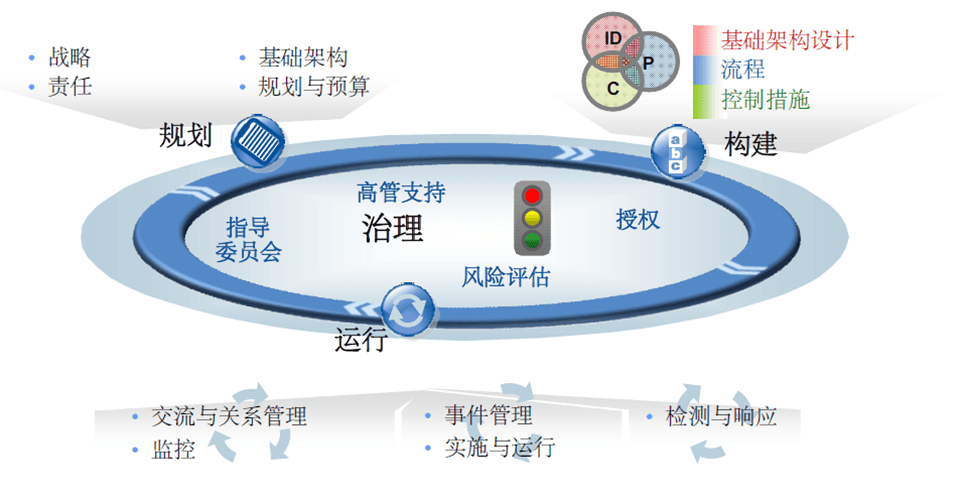 战略
责任
基础架构
规划与预算
ID
P
C
基础架构设计
流程
控制措施
规划
构建
abc
高管支持
治理
指导
委员会
授权
风险评估
运行
交流与关系管理
监控
事件管理
实施与运行
检测与响应